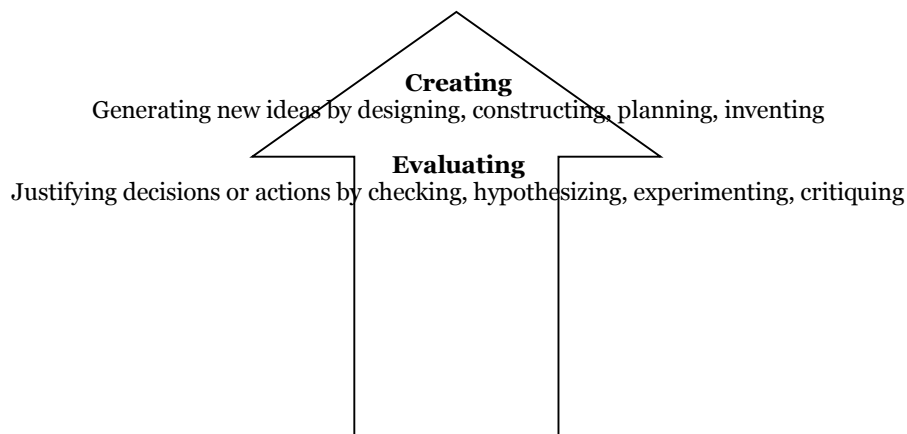 Creating
Generating new ideas by designing, constructing, planning, inventing
Evaluating
Justifying decisions or actions by checking, hypothesizing, experimenting, critiquing